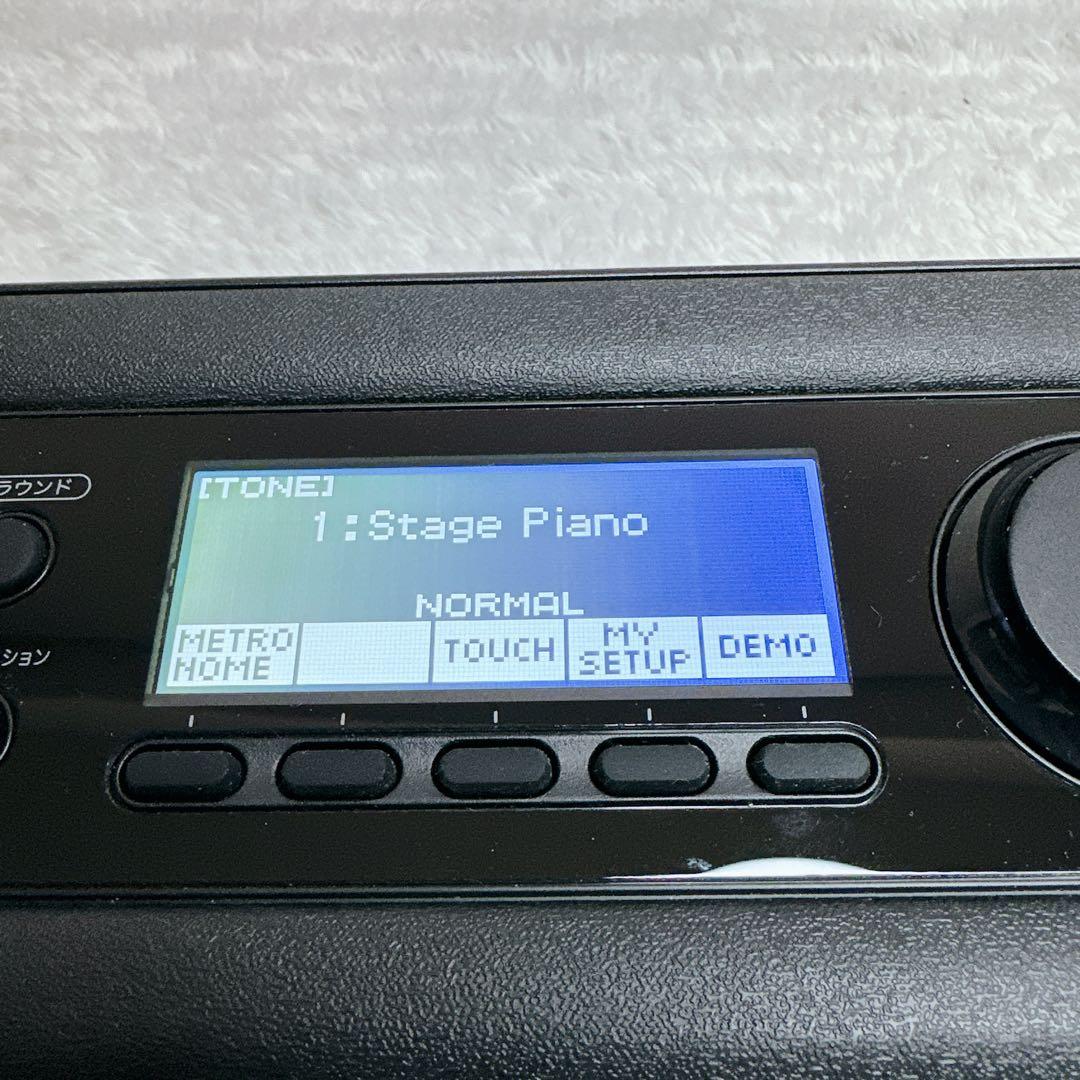 ラウンド
[TONE]
1:Stage Piano
NORMAL
METRO
NOME
TOUCH
MY
SETUP
DEMO
ション